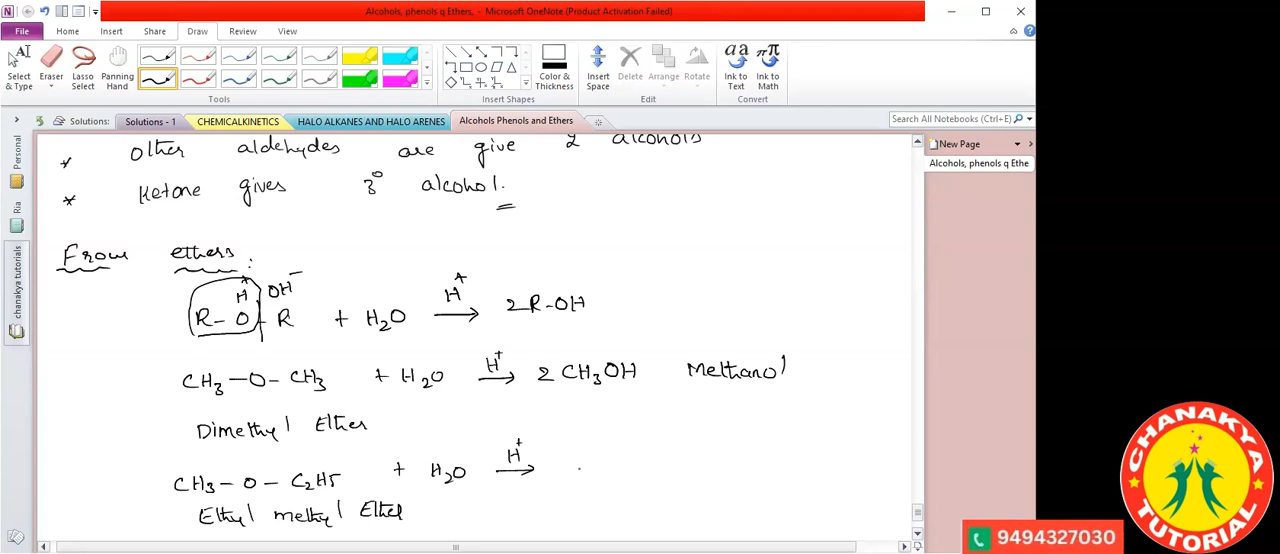 Alcohols, phenols q Ethers, - Microsoft OneNote (Product Activation Failed)
File Home Insert Share Draw Review View
Select & Type Eraser Lasso Select Panning Hand Color & Thickness Insert Space Delete Arrange Rotate Ink to Text Ink to Math
Tools Insert Shapes Edit Convert
Solutions: Solutions - 1 CHEMICALKINETICS HALO ALKANES AND HALO ARENES Alcohols Phenols and Ethers Search All Notebooks (Ctrl+E)
New Page
Alcohols, phenols q Ethe
Personal
Ria
chanakya tutorials
* other aldehydes are give 2 alcohols
* Ketone gives 3° alcohol.
From ethers:
H+ OH-
R-O-R + H2O H+ → 2R-OH
CH3-O-CH3 + H2O H+ → 2CH3OH Methanol
Dimethyl Ether
CH3-O-C2H5 + H2O H+ →
Ethyl methyl Ether
CHANAKYA TUTORIAL
9494327030